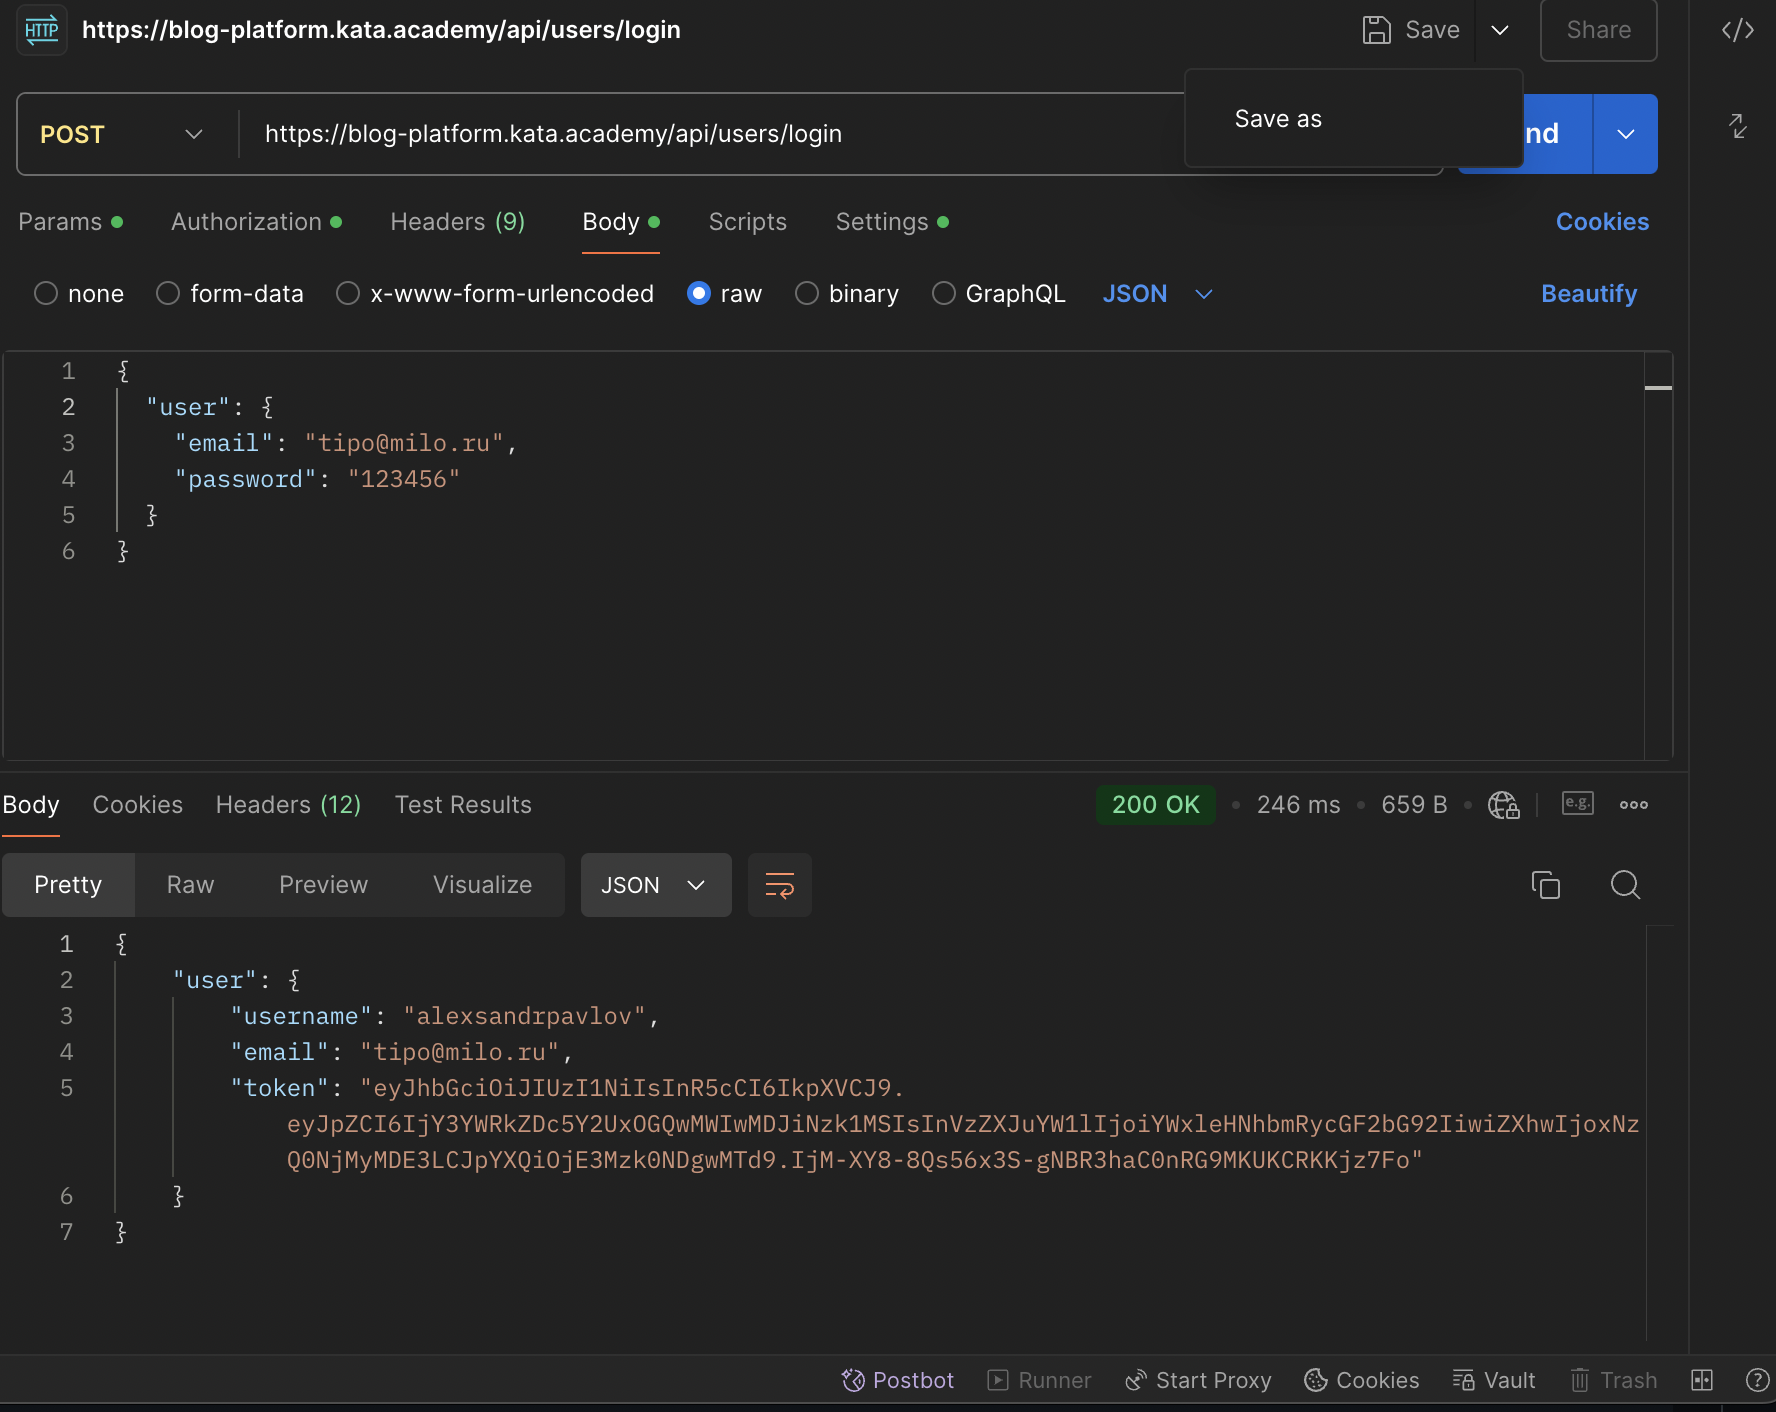 HTTP https://blog-platform.kata.academy/api/users/login Save Share </>
Save as
POST https://blog-platform.kata.academy/api/users/login nd
Params Authorization Headers (9) Body Scripts Settings Cookies
none form-data x-www-form-urlencoded raw binary GraphQL JSON Beautify
1 {
2 "user": {
3 "email": "tipo@milo.ru",
4 "password": "123456"
5 }
6 }
Body Cookies Headers (12) Test Results 200 OK • 246 ms • 659 B • e.g.
Pretty Raw Preview Visualize JSON
1 {
2 "user": {
3 "username": "alexsandrpavlov",
4 "email": "tipo@milo.ru",
5 "token": "eyJhbGciOiJIUzI1NiIsInR5cCI6IkpXVCJ9.
eyJpZCI6IjY3YWRkZDc5Y2UxOGQwMWIwMDJiNzk1MSIsInVzZXJuYW1lIjoiYWxleHNhbmRycGF2bG92IiwiZXhwIjoxNz
Q0NjMyMDE3LCJpYXQiOjE3Mzk0NDgwMTd9.IjM-XY8-8Qs56x3S-gNBR3haC0nRG9MKUKCRKKjz7Fo"
6 }
7 }
Postbot Runner Start Proxy Cookies Vault Trash ?